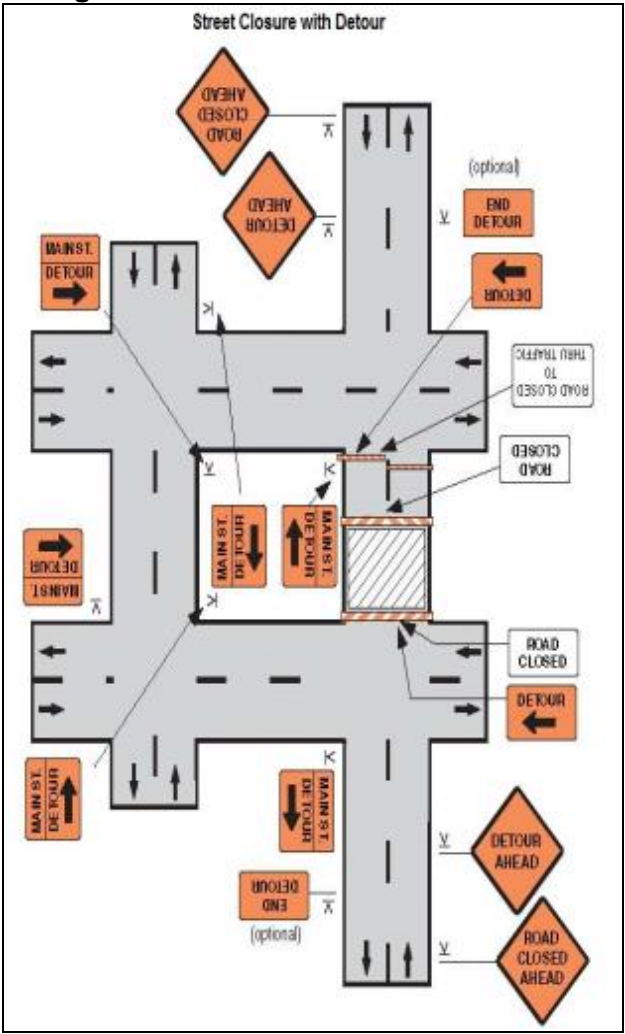 Street Closure with Detour
ROAD
CLOSED
AHEAD
DETOUR
AHEAD
(optional)
END
DETOUR
MAIN ST.
DETOUR
DETOUR
ROAD CLOSED
TO
THRU TRAFFIC
ROAD
CLOSED
MAIN ST.
DETOUR
MAIN ST.
DETOUR
MAIN ST.
DETOUR
ROAD
CLOSED
DETOUR
MAIN ST.
DETOUR
MAIN ST.
DETOUR
DETOUR
AHEAD
END
DETOUR
(optional)
ROAD
CLOSED
AHEAD